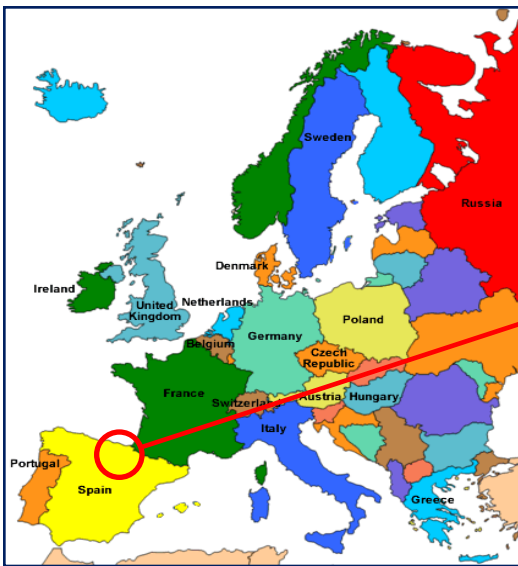 Sweden
Russia
Denmark
Ireland
United
Kingdom
Netherlands
Belgium
Germany
Poland
Czech
Republic
France
Switzerland
Austria
Hungary
Italy
Portugal
Spain
Greece